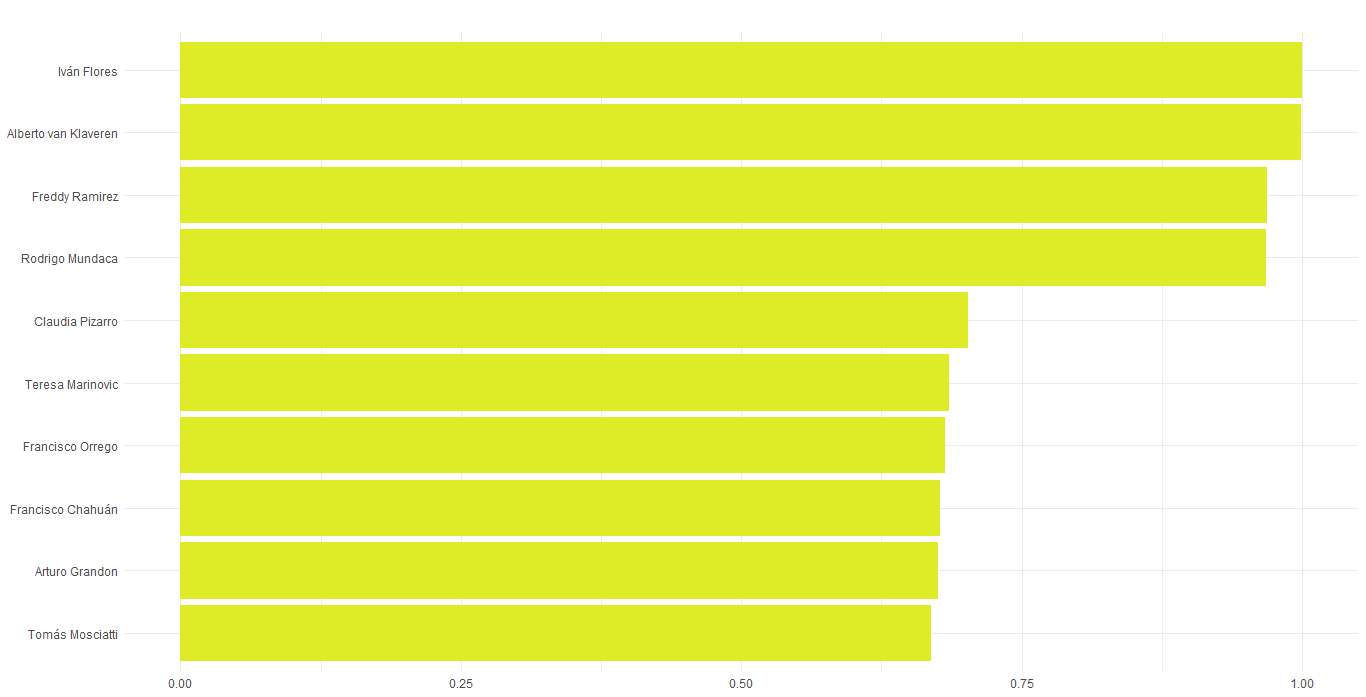 Iván Flores
Alberto van Klaveren
Freddy Ramirez
Rodrigo Mundaca
Claudia Pizarro
Teresa Marinovic
Francisco Orrego
Francisco Chahuán
Arturo Grandon
Tomás Mosciatti
0.00 0.25 0.50 0.75 1.00